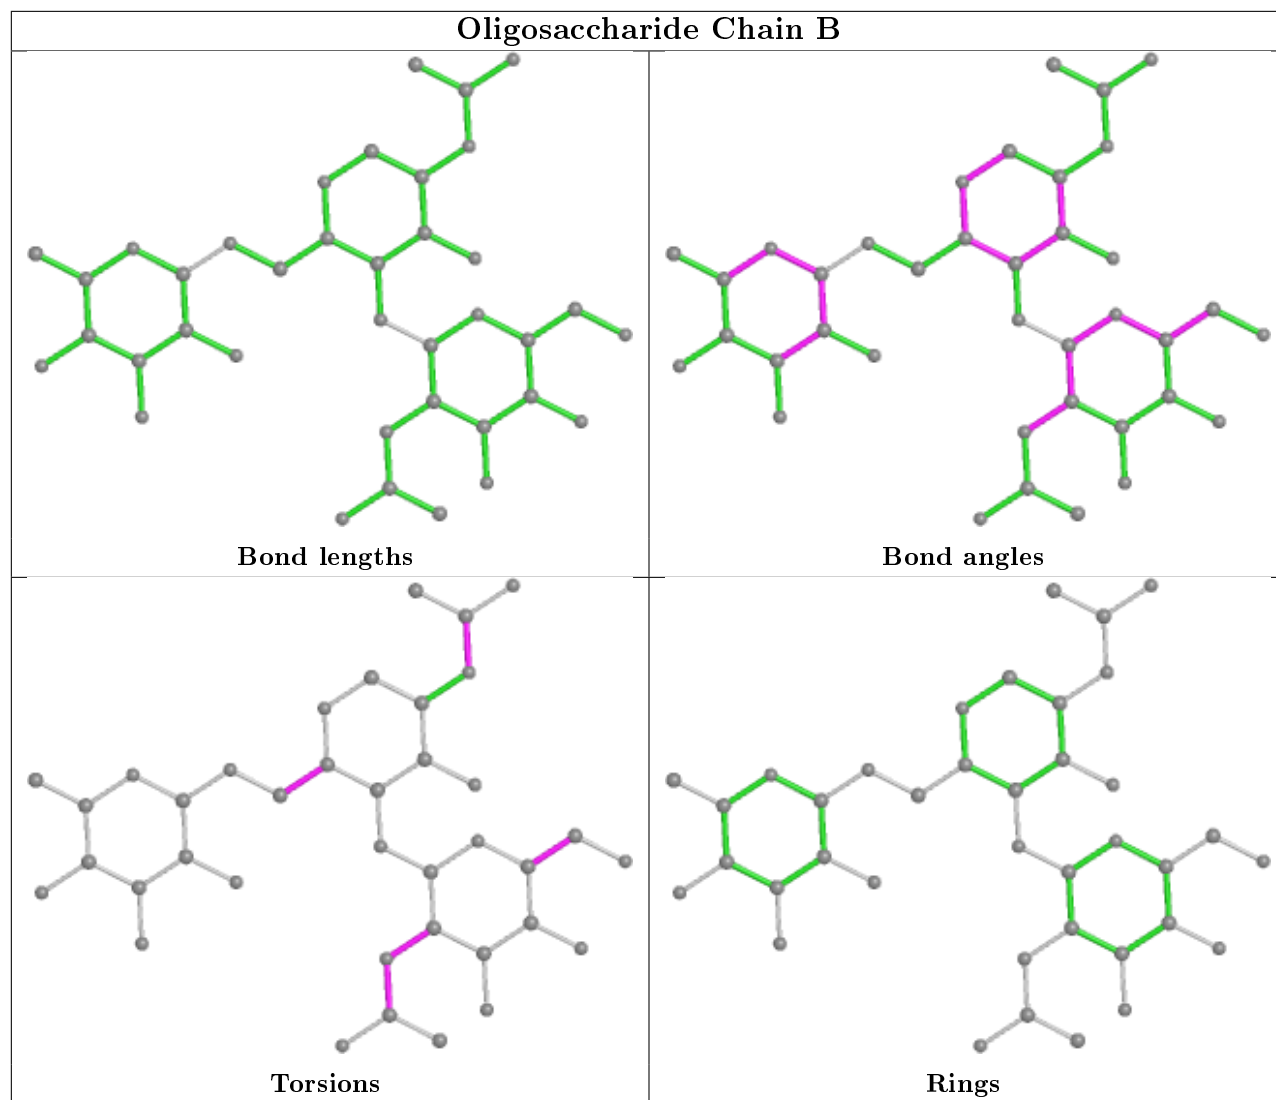 Oligosaccharide Chain B
Bond lengths
Bond angles
Torsions
Rings